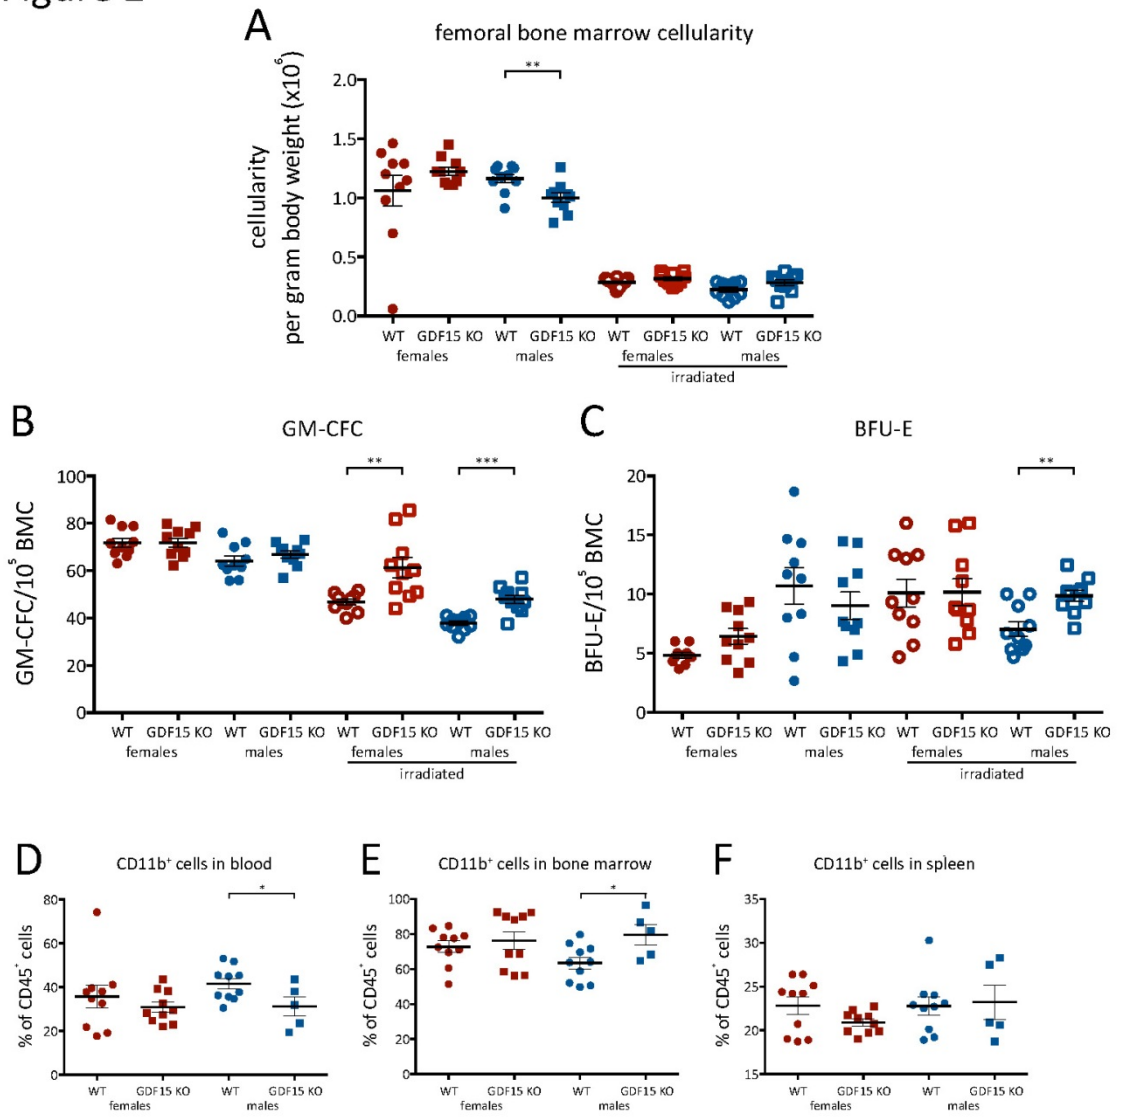 A
femoral bone marrow cellularity
**
cellularity
per gram body weight (x10⁶)
2.0
1.5
1.0
0.5
0.0
WT GDF15 KO WT GDF15 KO WT GDF15 KO WT GDF15 KO
females males females males
irradiated
B
GM-CFC
** ***
GM-CFC/10⁵ BMC
100
80
60
40
20
0
WT GDF15 KO WT GDF15 KO WT GDF15 KO WT GDF15 KO
females males females males
irradiated
C
BFU-E
**
BFU-E/10⁵ BMC
20
15
10
5
0
WT GDF15 KO WT GDF15 KO WT GDF15 KO WT GDF15 KO
females males females males
irradiated
D
CD11b⁺ cells in blood
*
% of CD45⁺ cells
80
60
40
20
0
WT GDF15 KO WT GDF15 KO
females males
E
CD11b⁺ cells in bone marrow
*
% of CD45⁺ cells
100
80
60
40
20
0
WT GDF15 KO WT GDF15 KO
females males
F
CD11b⁺ cells in spleen
% of CD45⁺ cells
35
30
25
20
15
WT GDF15 KO WT GDF15 KO
females males